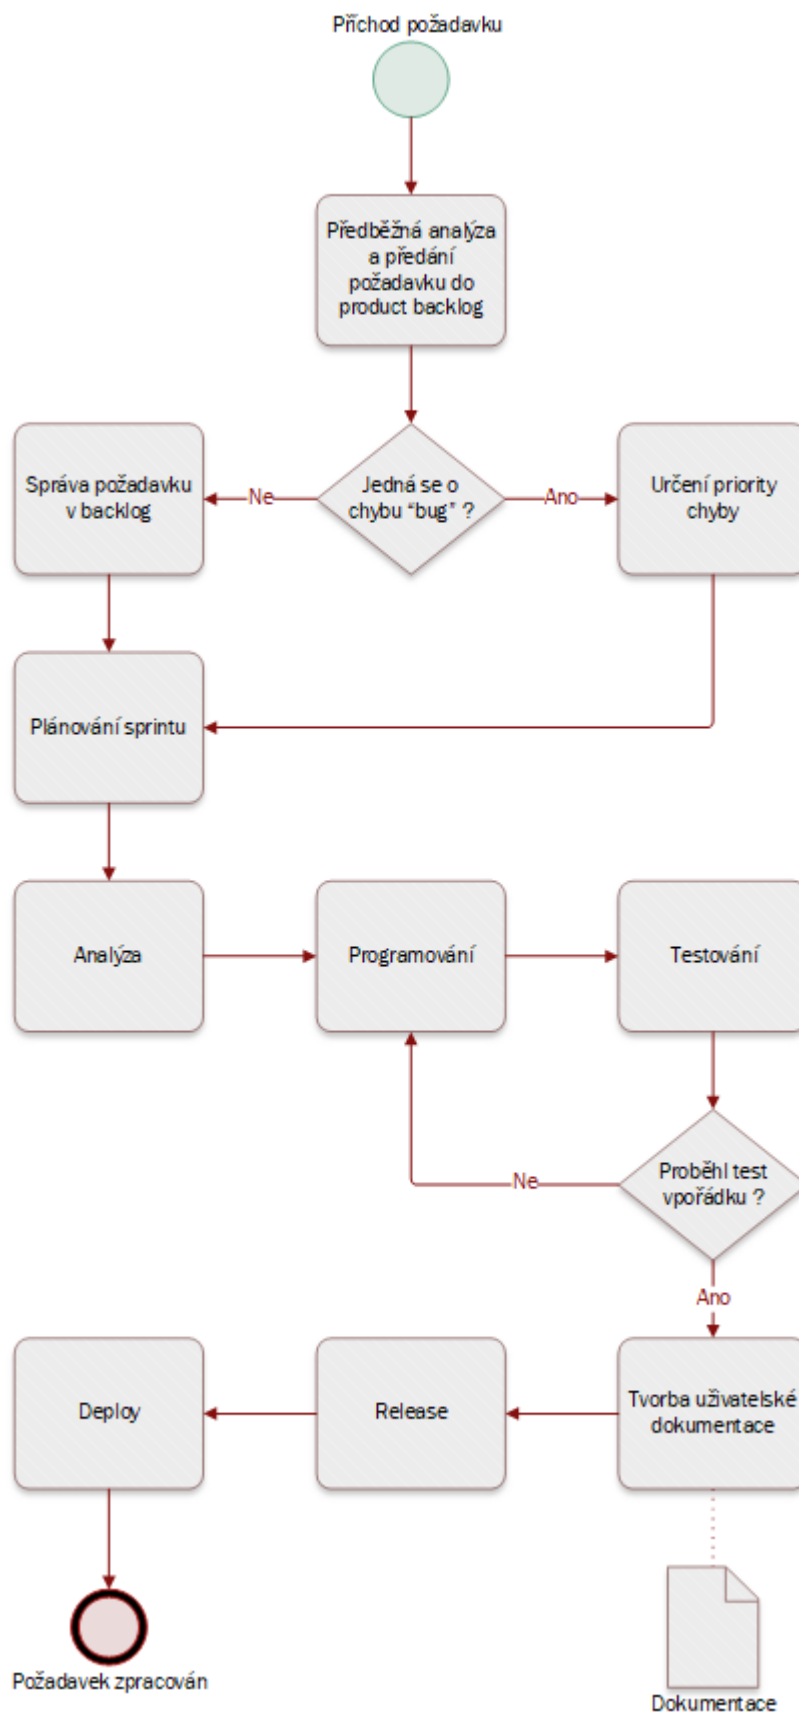 Příchod požadavku
Předběžná analýza
a předání
požadavku do
product backlog
Správa požadavku
v backlog
Ne
Jedná se o
chybu “bug” ?
Ano
Určení priority
chyby
Plánování sprintu
Analýza
Programování
Testování
Proběhl test
vpořádku ?
Ne
Ano
Deploy
Release
Tvorba uživatelské
dokumentace
Požadavek zpracován
Dokumentace